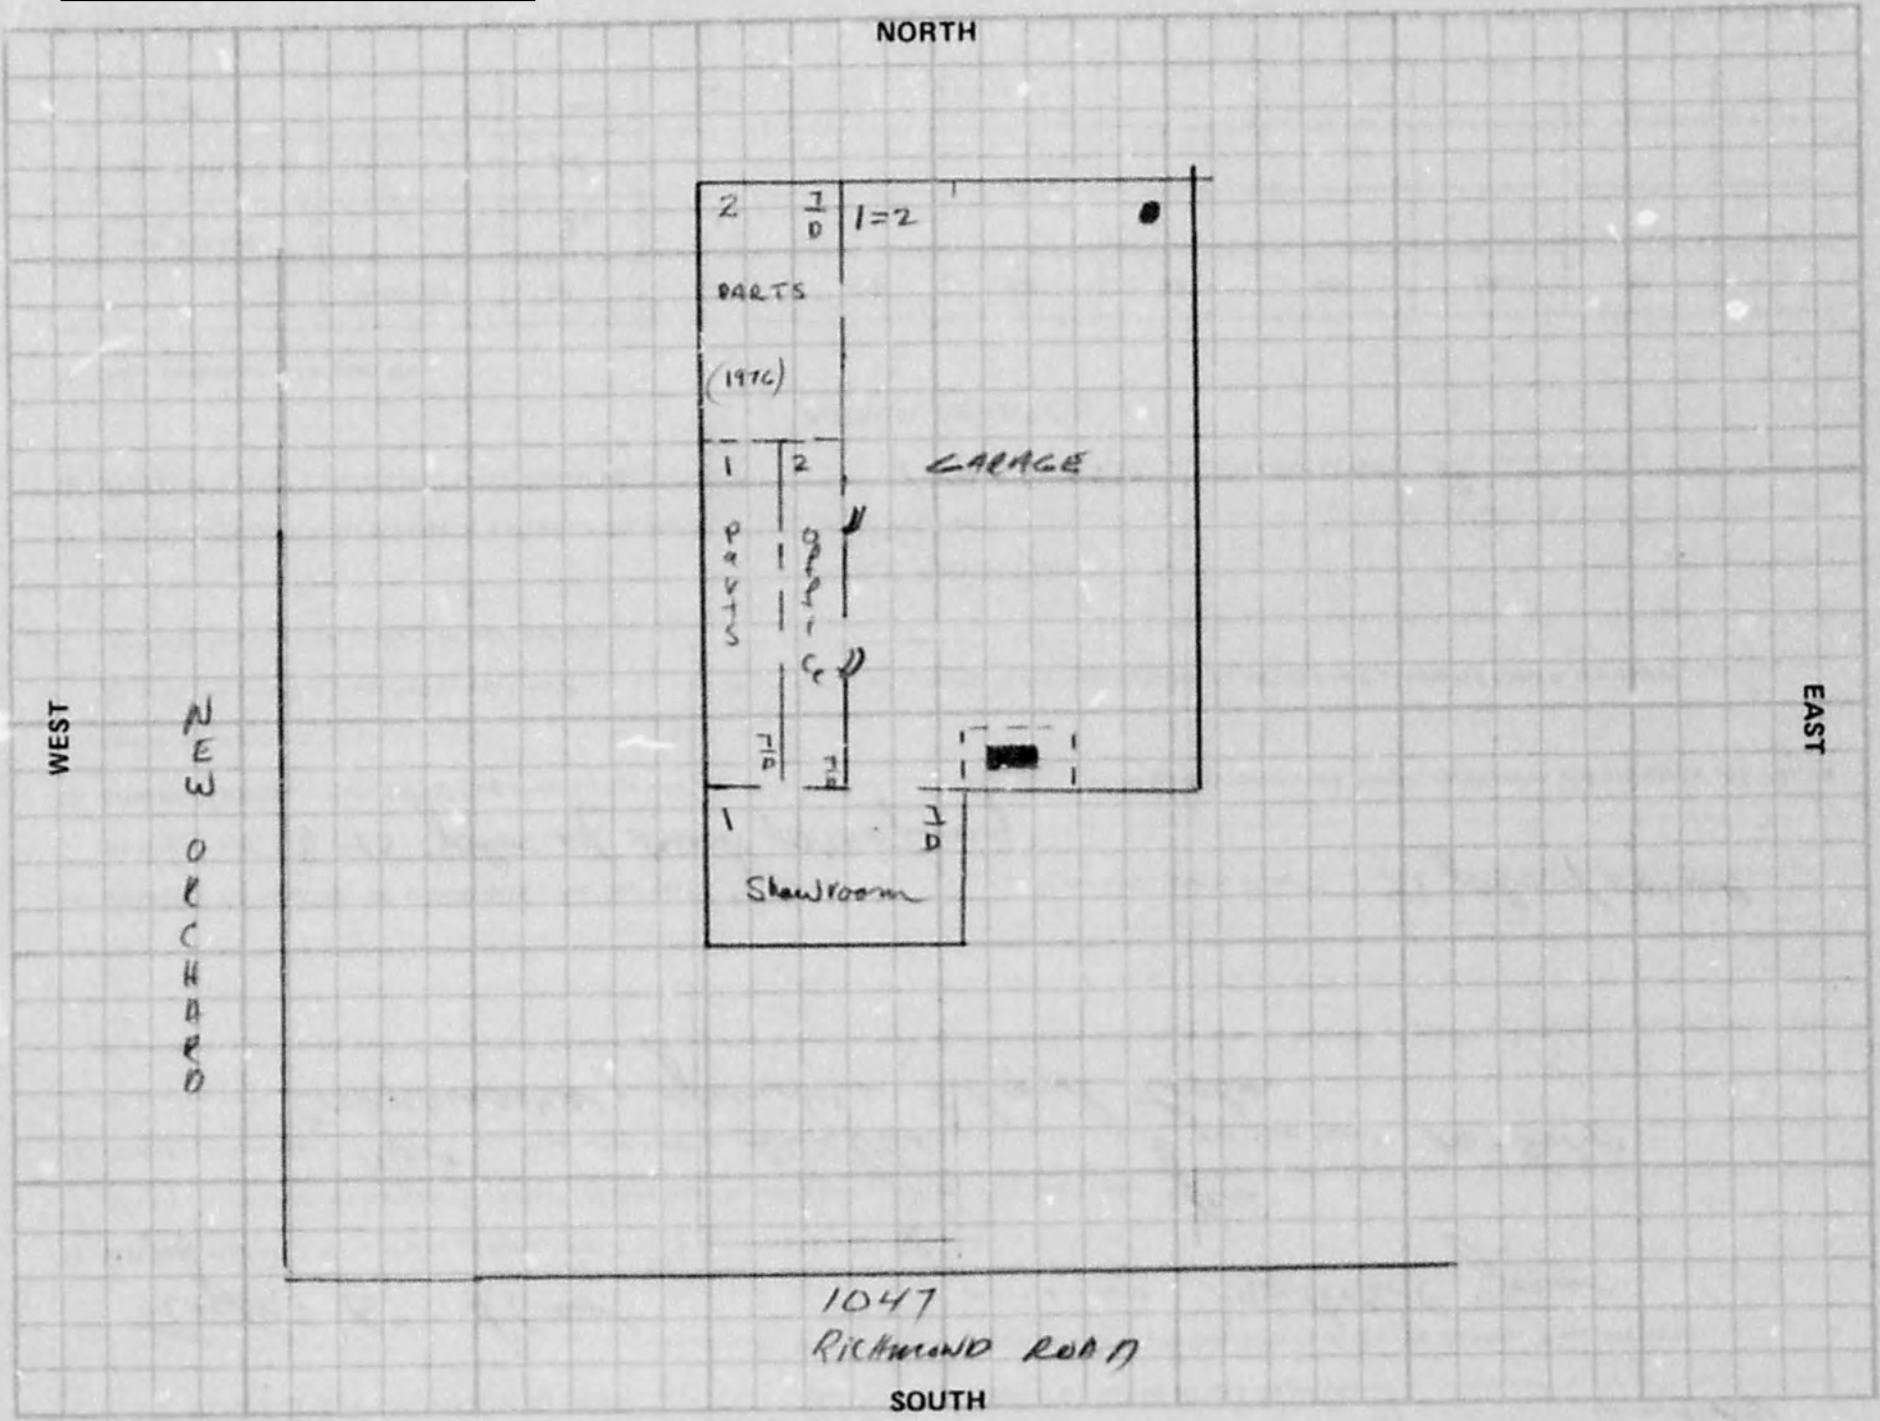 NORTH
2
1=2
PARTS
(1976)
1
2
GARAGE
PARTS
WEST
NEW ORCHARD
EAST
1
Showroom
1047
RICHMOND ROAD
SOUTH